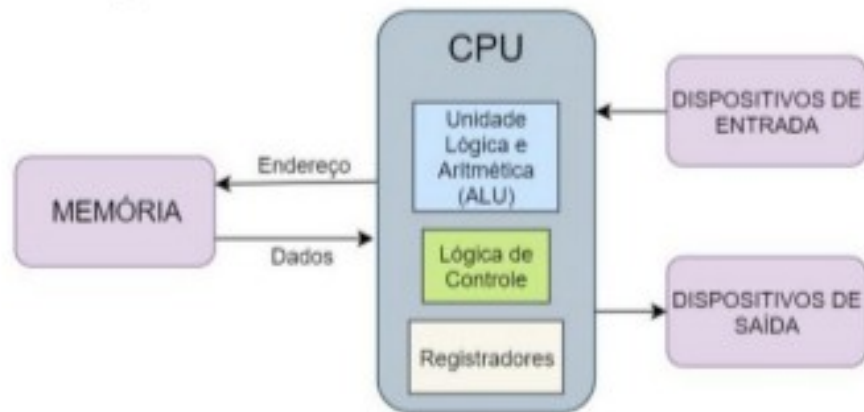 CPU
Unidade
Lógica e
Aritmética
(ALU)
Lógica de
Controle
Registradores
MEMÓRIA
Endereço
Dados
DISPOSITIVOS DE
ENTRADA
DISPOSITIVOS DE
SAÍDA